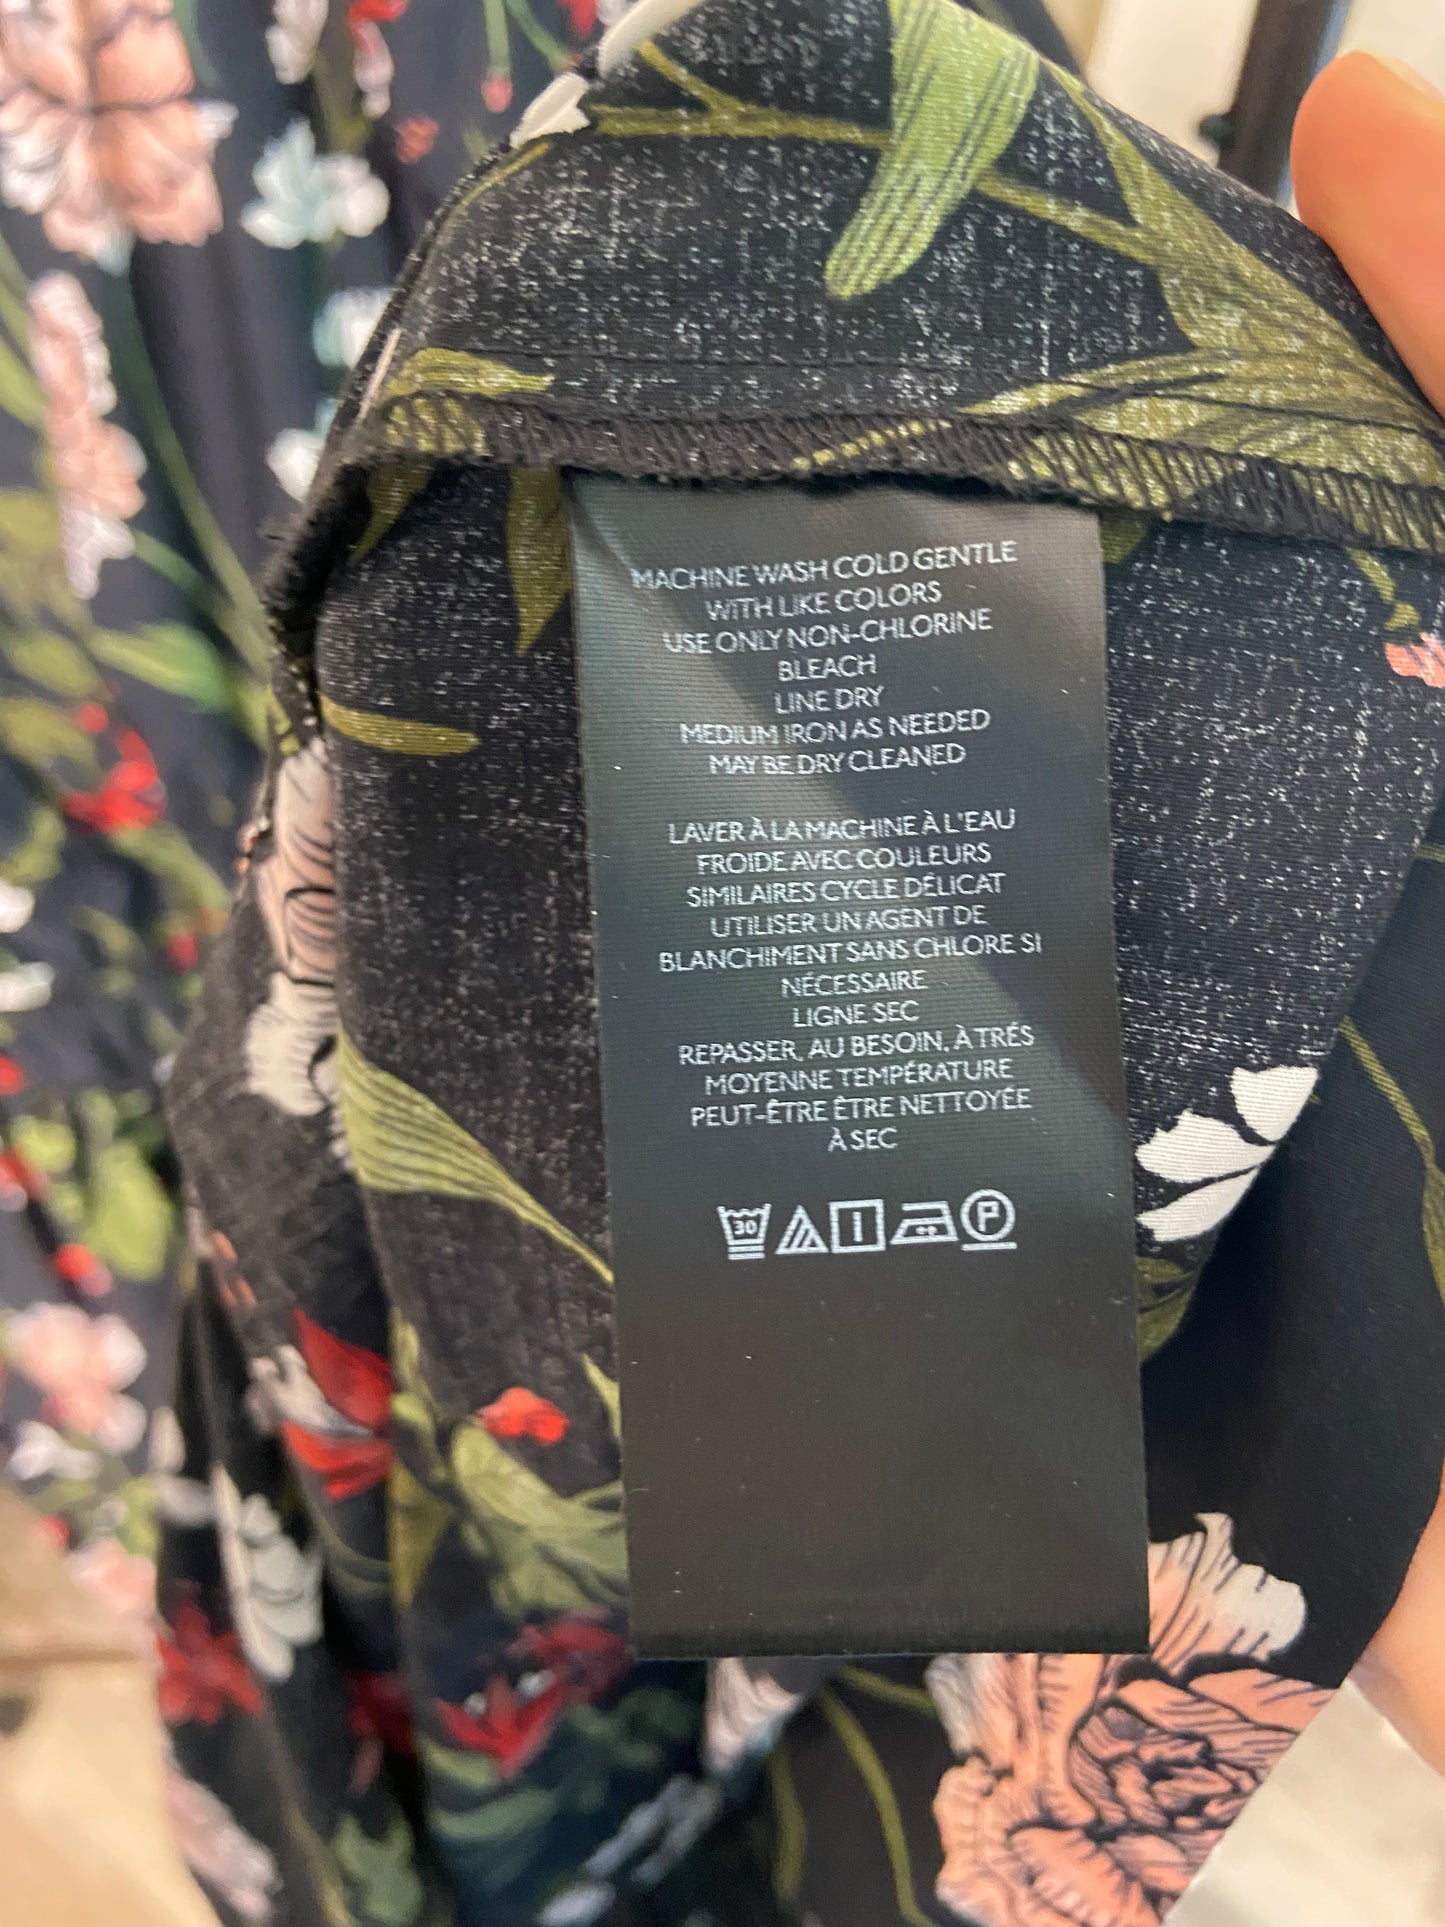 MACHINE WASH COLD GENTLE
WITH LIKE COLORS
USE ONLY NON-CHLORINE
BLEACH
LINE DRY
MEDIUM IRON AS NEEDED
MAY BE DRY CLEANED
LAVER À LA MACHINE À L'EAU
FROIDE AVEC COULEURS
SIMILAIRES CYCLE DÉLICAT
UTILISER UN AGENT DE
BLANCHIMENT SANS CHLORE SI
NÉCESSAIRE
LIGNE SEC
REPASSER, AU BESOIN, À TRÉS
MOYENNE TEMPÉRATURE
PEUT-ÊTRE ÊTRE NETTOYÉE
À SEC
30 P